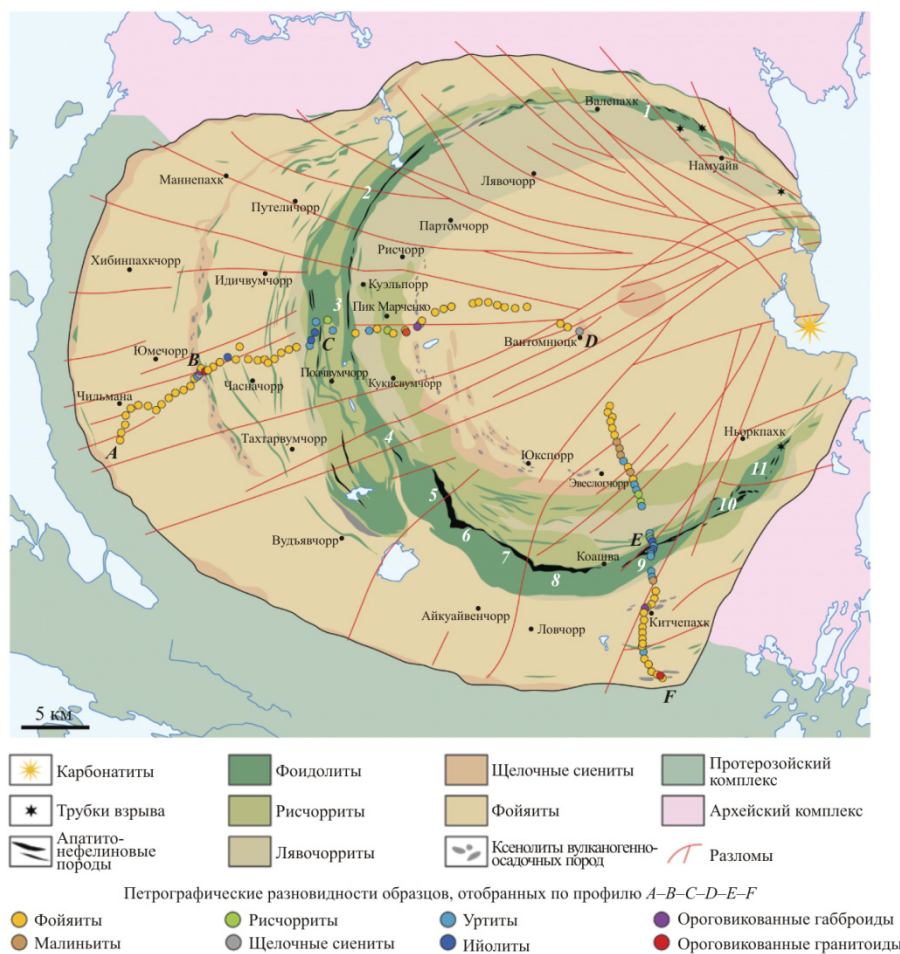 Валепахк
1
Намуайв
Маннепахк
Лявочорр
2
Путеличорр
Партомчорр
Рисчорр
Хибинпахкчорр
Идичвумчорр
Куэльпорр
3
Пик Марченко
C
Вантомнюцк
D
Юмечорр
B
Поачвумчорр
Кукисвумчорр
Часначорр
Чильмана
A
Тахтарвумчорр
4
Ньоркпахк
Юкспорр
Эвеслогчорр
11
5
10
6
E
Вудъявчорр
7
Коашва
9
8
Айкуайвенчорр
Китчепахк
Ловчорр
5 км
F
Карбонатиты
Фоидолиты
Щелочные сиениты
Протерозойский
комплекс
Трубки взрыва
Рисчорриты
Фойяиты
Архейский комплекс
Апатито-
нефелиновые
породы
Лявочорриты
Ксенолиты вулканогенно-
осадочных пород
Разломы
Петрографические разновидности образцов, отобранных по профилю A–B–C–D–E–F
Фойяиты
Рисчорриты
Уртиты
Ороговикованные габброиды
Малиньиты
Щелочные сиениты
Ийолиты
Ороговикованные гранитоиды